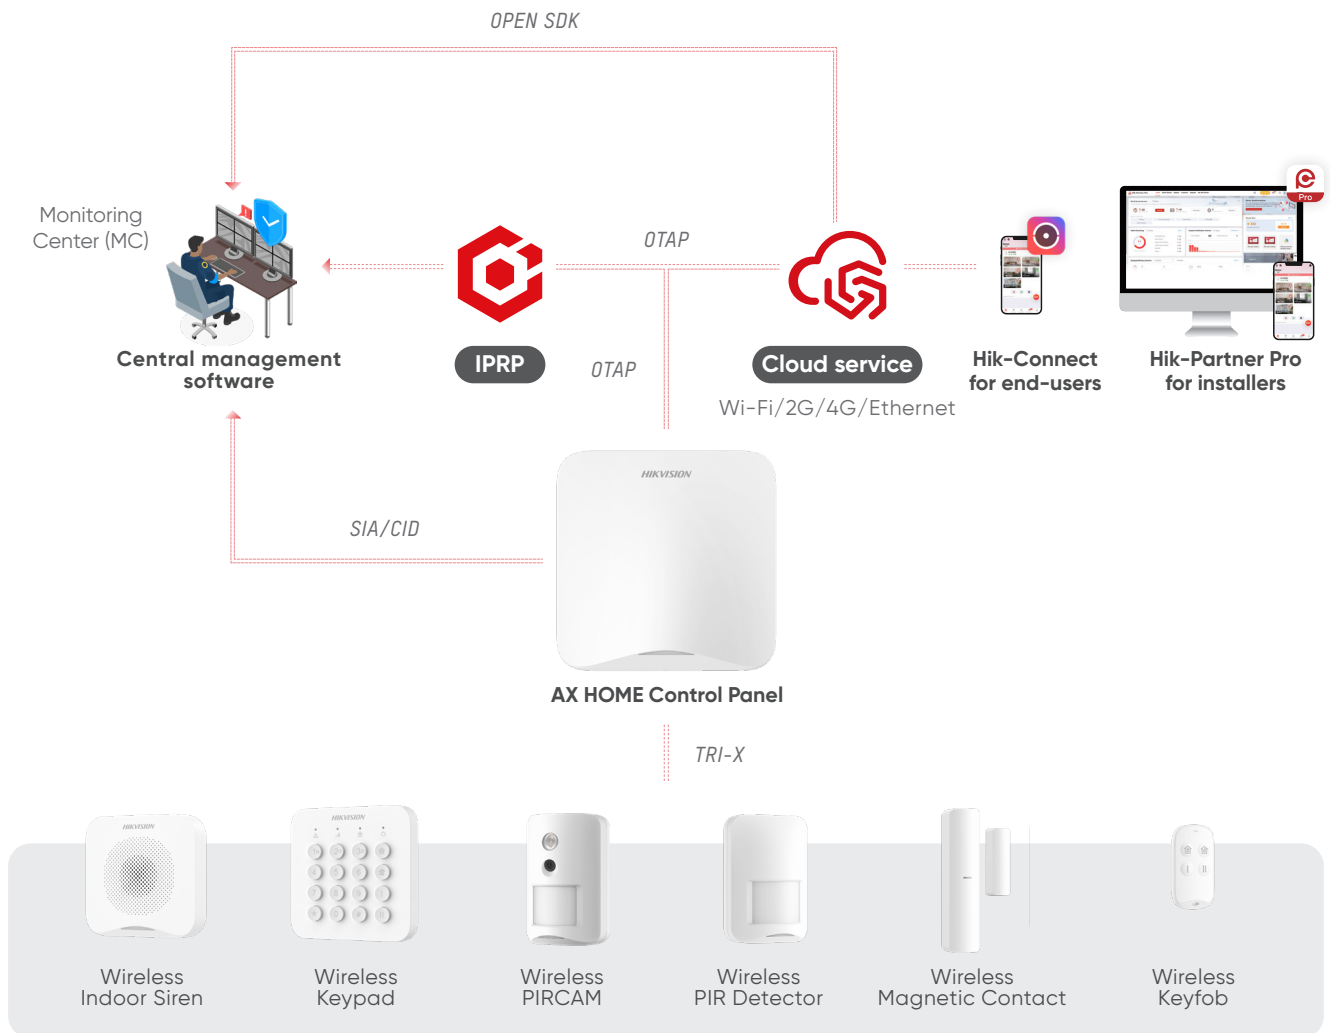 OPEN SDK
Monitoring
Center (MC)
OTAP
Pro
Central management
software
IPRP
OTAP
Cloud service
Wi-Fi/2G/4G/Ethernet
Hik-Connect
for end-users
Hik-Partner Pro
for installers
HIKVISION
SIA/CID
AX HOME Control Panel
TRI-X
HIKVISION
HIKVISION
Wireless
Indoor Siren
Wireless
Keypad
Wireless
PIRCAM
Wireless
PIR Detector
Wireless
Magnetic Contact
Wireless
Keyfob